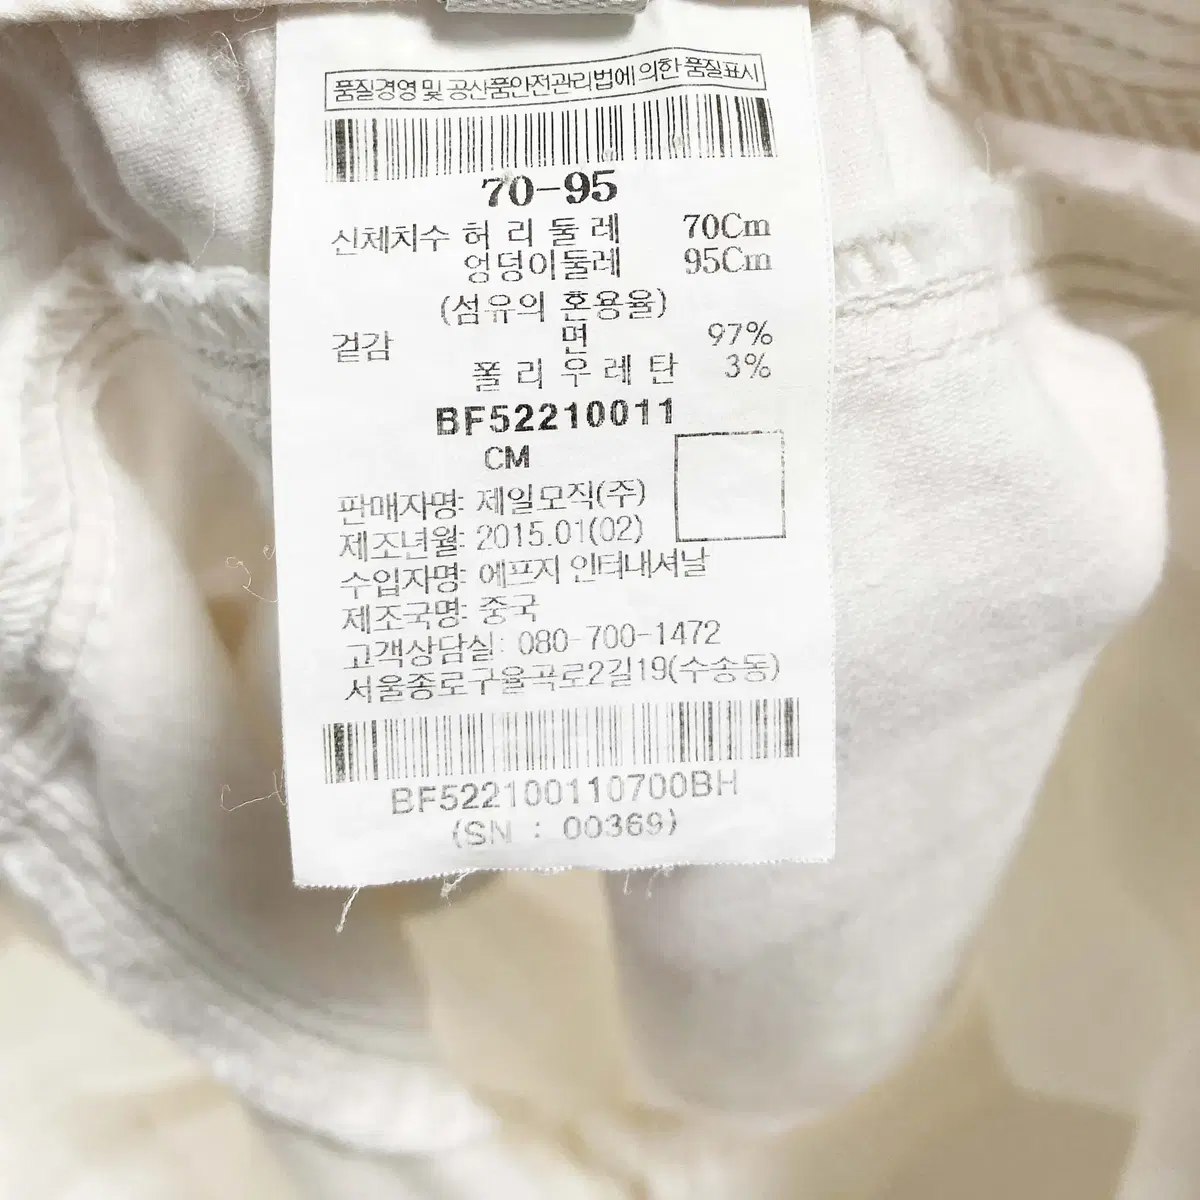 품질경영 및 공산품안전관리법에 의한 품질표시
70-95
신체치수 허 리 둘 레 70Cm
엉덩이둘레 95Cm
(섬유의 혼용율)
겉감 면 97%
폴 리 우 레 탄 3%
BF52210011
CM
판매자명: 제일모직(주)
제조년월: 2015.01(02)
수입자명: 에프지 인터내셔날
제조국명: 중국
고객상담실: 080-700-1472
서울종로구율곡로2길19(수송동)
BF522100110700BH
(SN : 00369)